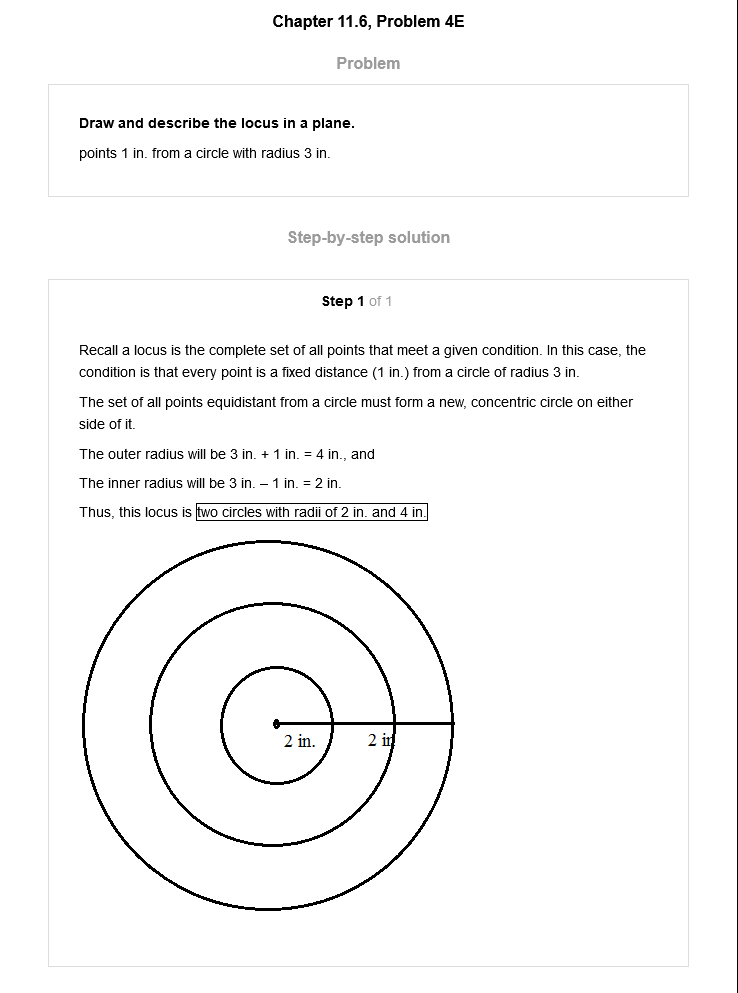 Chapter 11.6, Problem 4E
Problem
Draw and describe the locus in a plane.
points 1 in. from a circle with radius 3 in.
Step-by-step solution
Step 1 of 1
Recall a locus is the complete set of all points that meet a given condition. In this case, the
condition is that every point is a fixed distance (1 in.) from a circle of radius 3 in.
The set of all points equidistant from a circle must form a new, concentric circle on either
side of it.
The outer radius will be 3 in. + 1 in. = 4 in., and
The inner radius will be 3 in. – 1 in. = 2 in.
Thus, this locus is two circles with radii of 2 in. and 4 in.
2 in. 2 in